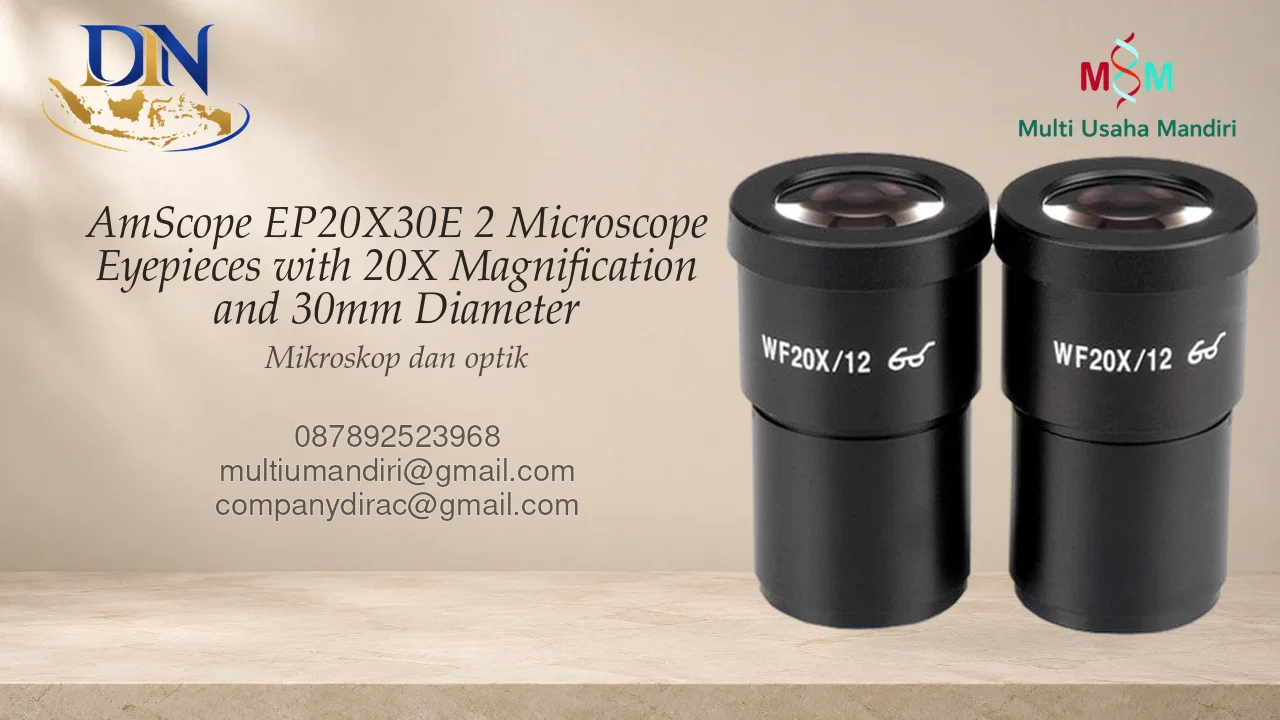 DN
M M
Multi Usaha Mandiri
AmScope EP20X30E 2 Microscope
Eyepieces with 20X Magnification
and 30mm Diameter
Mikroskop dan optik
087892523968
multiumandiri@gmail.com
companydirac@gmail.com
WF20X/12
WF20X/12